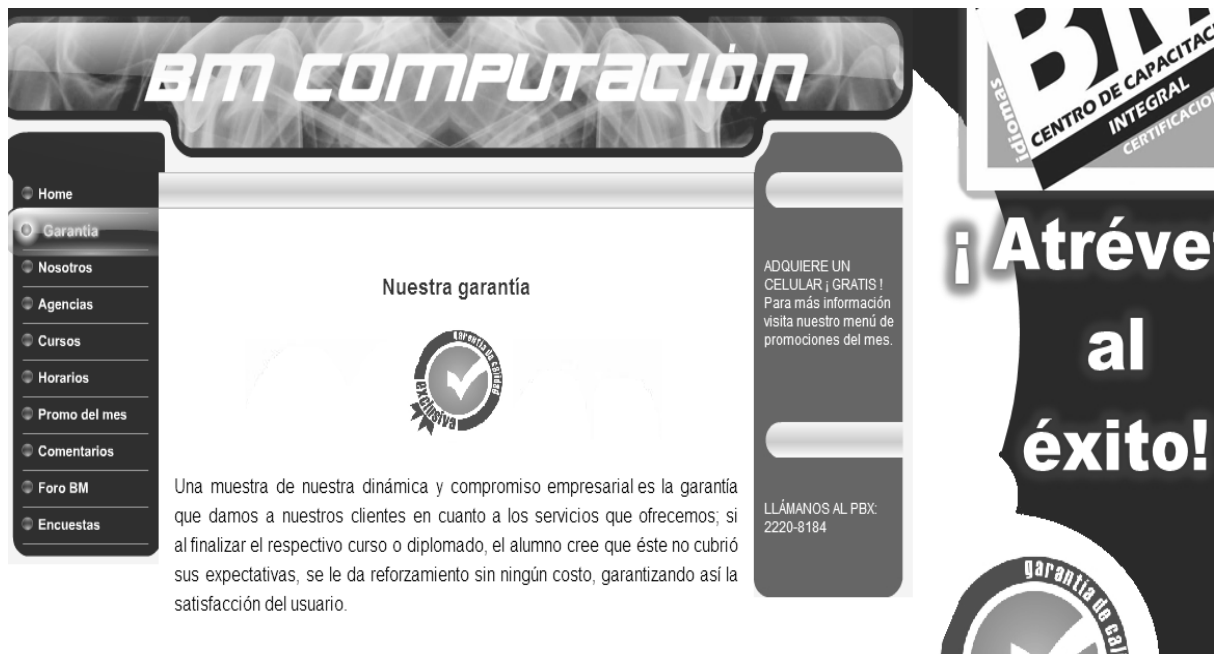 BM COMPUTACIÓN
Home
Garantia
Nosotros
Agencias
Cursos
Horarios
Promo del mes
Comentarios
Foro BM
Encuestas
Nuestra garantía
garantia de calidad
exclusiva
Una muestra de nuestra dinámica y compromiso empresarial es la garantía
que damos a nuestros clientes en cuanto a los servicios que ofrecemos; si
al finalizar el respectivo curso o diplomado, el alumno cree que éste no cubrió
sus expectativas, se le da reforzamiento sin ningún costo, garantizando así la
satisfacción del usuario.
ADQUIERE UN
CELULAR ¡ GRATIS !
Para más información
visita nuestro menú de
promociones del mes.
LLÁMANOS AL PBX:
2220-8184
BM
CENTRO DE CAPACITAC
INTEGRAL
CERTIFICACION
idiomas
¡ Atréve
al
éxito!
garantia de cal